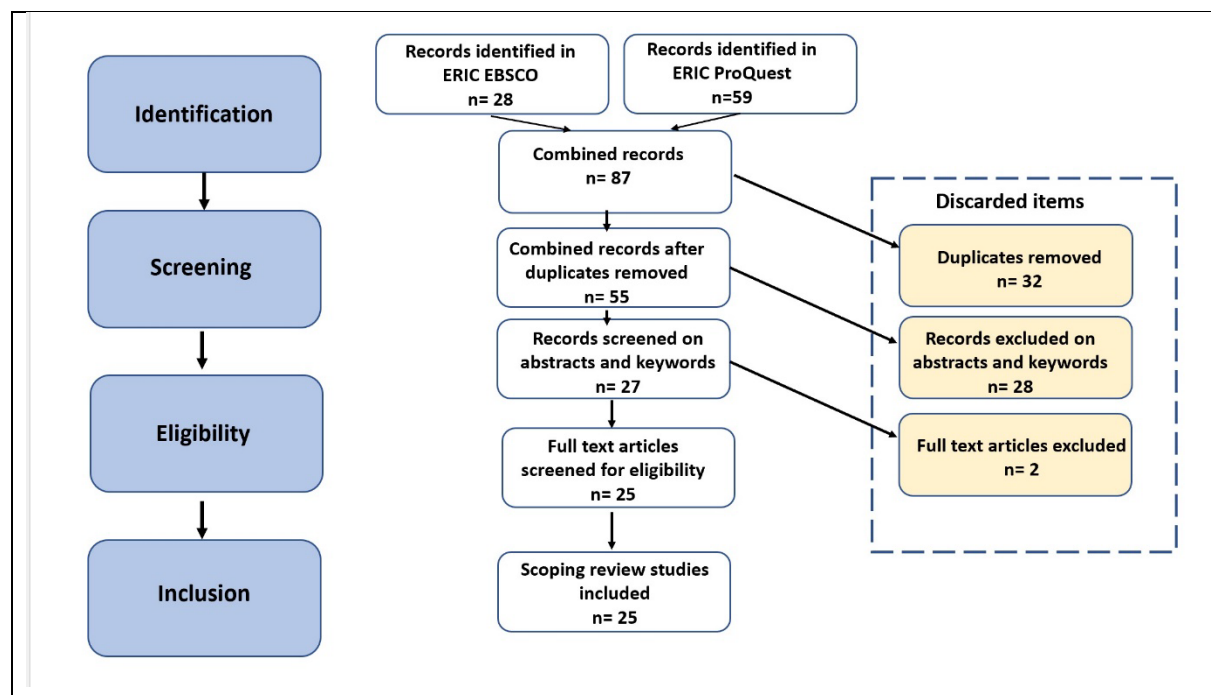 Identification
Screening
Eligibility
Inclusion
Records identified in
ERIC EBSCO
n= 28
Records identified in
ERIC ProQuest
n=59
Combined records
n= 87
Combined records after
duplicates removed
n= 55
Records screened on
abstracts and keywords
n= 27
Full text articles
screened for eligibility
n= 25
Scoping review studies
included
n= 25
Discarded items
Duplicates removed
n= 32
Records excluded on
abstracts and keywords
n= 28
Full text articles excluded
n= 2